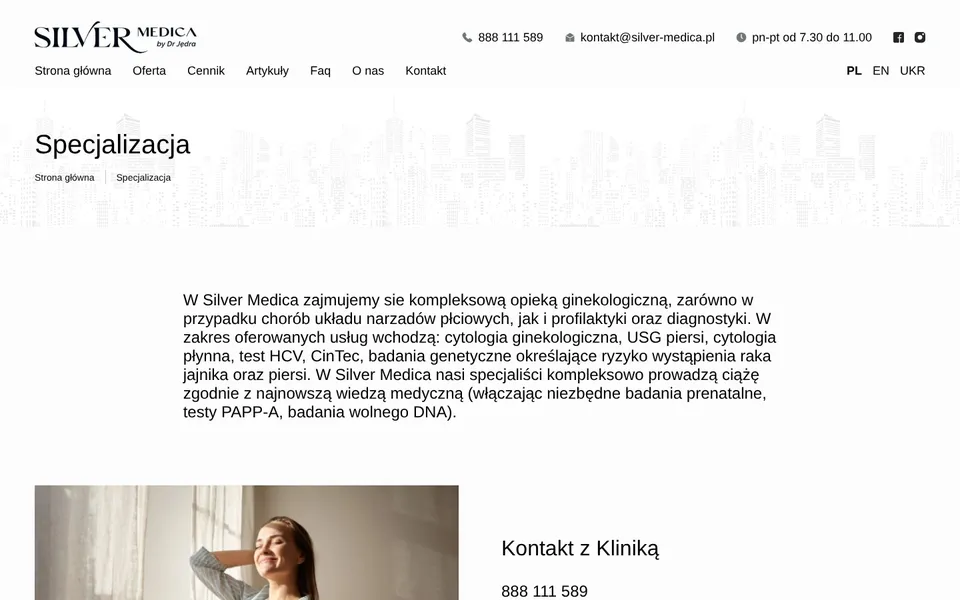 SILVER MEDICA
by Dr Jędra
888 111 589
kontakt@silver-medica.pl
pn-pt od 7.30 do 11.00
Strona główna
Oferta
Cennik
Artykuły
Faq
O nas
Kontakt
PL
EN
UKR
Specjalizacja
Strona główna
Specjalizacja
W Silver Medica zajmujemy sie kompleksową opieką ginekologiczną, zarówno w
przypadku chorób układu narzadów płciowych, jak i profilaktyki oraz diagnostyki. W
zakres oferowanych usług wchodzą: cytologia ginekologiczna, USG piersi, cytologia
płynna, test HCV, CinTec, badania genetyczne określające ryzyko wystąpienia raka
jajnika oraz piersi. W Silver Medica nasi specjaliści kompleksowo prowadzą ciążę
zgodnie z najnowszą wiedzą medyczną (włączając niezbędne badania prenatalne,
testy PAPP-A, badania wolnego DNA).
Kontakt z Kliniką
888 111 589